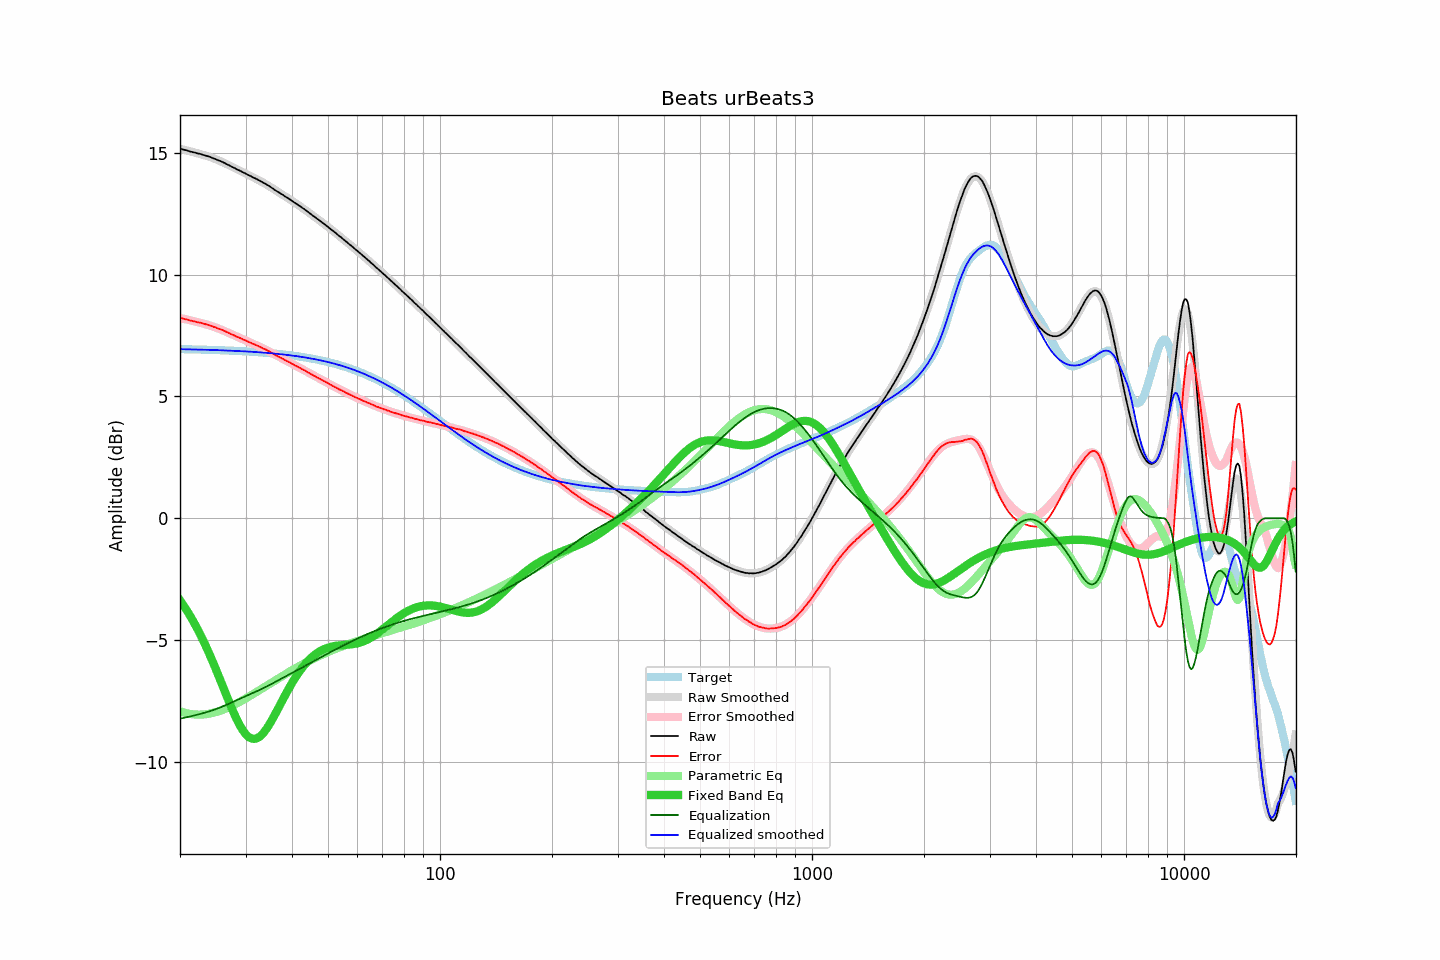 Beats urBeats3
15
10
5
0
−5
−10
Amplitude (dBr)
Target
Raw Smoothed
Error Smoothed
Raw
Error
Parametric Eq
Fixed Band Eq
Equalization
Equalized smoothed
100
1000
10000
Frequency (Hz)